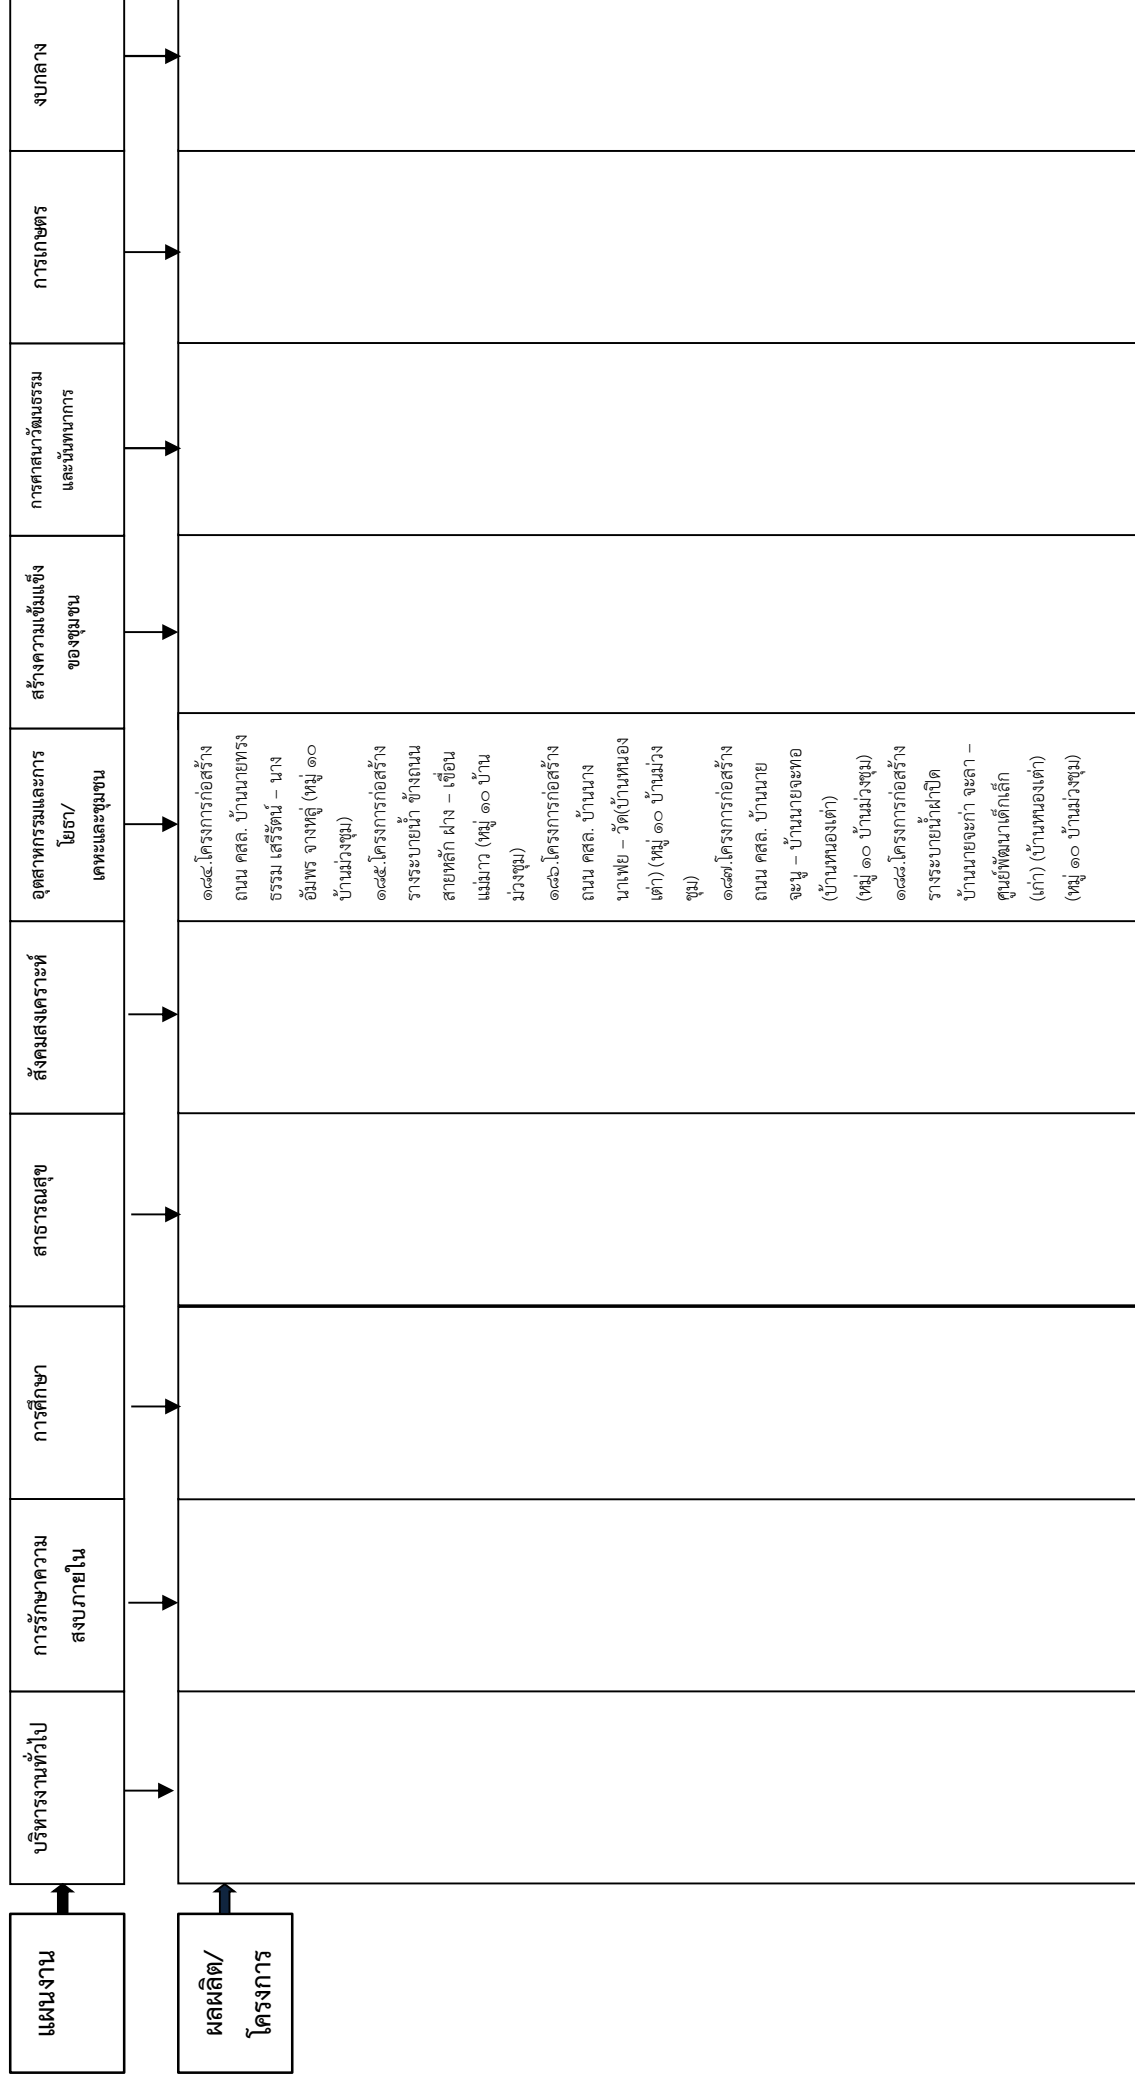 แผนงาน
บริหารงานทั่วไป
การรักษาความ
สงบภายใน
การศึกษา
สาธารณสุข
สังคมสงเคราะห์
อุตสาหกรรมและการ
โยธา/
เคหะและชุมชน
สร้างความเข้มแข็ง
ของชุมชน
การศาสนาวัฒนธรรม
และนันทนาการ
การเกษตร
งบกลาง
ผลผลิต/
โครงการ
๑๘๔.โครงการก่อสร้าง
ถนน คสล. บ้านนายทรง
ธรรม เสรีรัตน์ – นาง
อัมพร จางหลู่ (หมู่ ๑๐
บ้านม่วงชุม)
๑๘๕.โครงการก่อสร้าง
รางระบายน้ำ ข้างถนน
สายหลัก ฝาง – เขื่อน
แม่มาว (หมู่ ๑๐ บ้าน
ม่วงชุม)
๑๘๖.โครงการก่อสร้าง
ถนน คสล. บ้านนาง
นาเฟย – วัด(บ้านหนอง
เต่า) (หมู่ ๑๐ บ้านม่วง
ชุม)
๑๘๗.โครงการก่อสร้าง
ถนน คสล. บ้านนาย
จะนู – บ้านนายจะทอ
(บ้านหนองเต่า)
(หมู่ ๑๐ บ้านม่วงชุม)
๑๘๘.โครงการก่อสร้าง
รางระบายน้ำฝาปิด
บ้านนายจะก่า จะลา –
ศูนย์พัฒนาเด็กเล็ก
(เก่า) (บ้านหนองเต่า)
(หมู่ ๑๐ บ้านม่วงชุม)